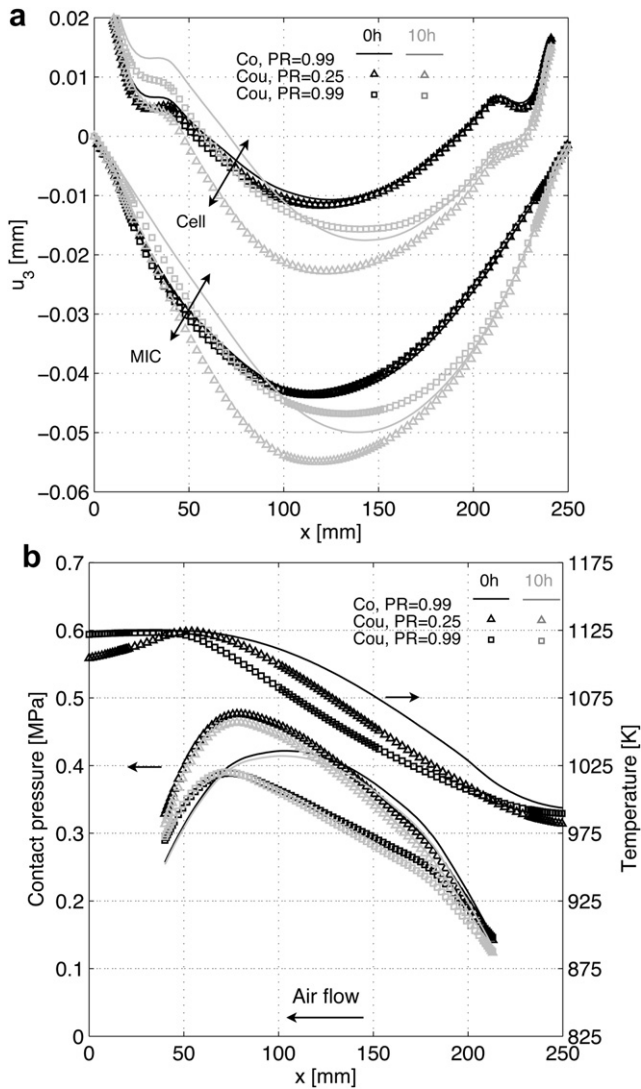 a
0h 10h
Co, PR=0.99
Cou, PR=0.25
Cou, PR=0.99
0.02
0.01
0
−0.01
−0.02
−0.03
−0.04
−0.05
−0.06
u3 [mm]
Cell
MIC
0 50 100 150 200 250
x [mm]
b
0h 10h
Co, PR=0.99
Cou, PR=0.25
Cou, PR=0.99
0.7
0.6
0.5
0.4
0.3
0.2
0.1
0
Contact pressure [MPa]
1175
1125
1075
1025
975
925
875
825
Temperature [K]
Air flow
0 50 100 150 200 250
x [mm]